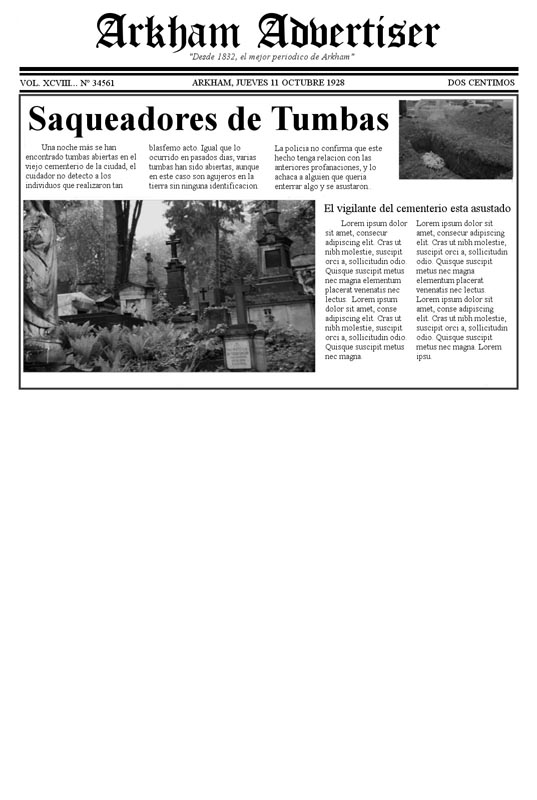 Arkham Advertiser
"Desde 1832, el mejor periodico de Arkham"
VOL. XCVIII... Nº 34561
ARKHAM, JUEVES 11 OCTUBRE 1928
DOS CENTIMOS
Saqueadores de Tumbas
Una noche más se han
encontrado tumbas abiertas en el
viejo cementerio de la ciudad, el
cuidador no detecto a los
individuos que realizaron tan
blasfemo acto. Igual que lo
ocurrido en pasados dias, varias
tumbas han sido abiertas, aunque
en este caso son agujeros en la
tierra sin ninguna identificacion.
La policia no confirma que este
hecho tenga relacion con las
anteriores profanaciones, y lo
achaca a alguien que queria
enterrar algo y se asustaron.
El vigilante del cementerio esta asustado
Lorem ipsum dolor
sit amet, consecur
adipiscing elit. Cras ut
nibh molestie, suscipit
orci a, sollicitudin odio.
Quisque suscipit metus
nec magna elementum
placerat venenatis nec
lectus. Lorem ipsum
dolor sit amet, conse
adipiscing elit. Cras ut
nibh molestie, suscipit
orci a, sollicitudin odio.
Quisque suscipit metus
nec magna.
Lorem ipsum dolor sit
amet, consecur adipiscing
elit. Cras ut nibh molestie,
suscipit orci a, sollicitudin
odio. Quisque suscipit
metus nec magna
elementum placerat
venenatis nec lectus.
Lorem ipsum dolor sit
amet, conse adipiscing
elit. Cras ut nibh molestie,
suscipit orci a, sollicitudin
odio. Quisque suscipit
metus nec magna. Lorem
ipsu.